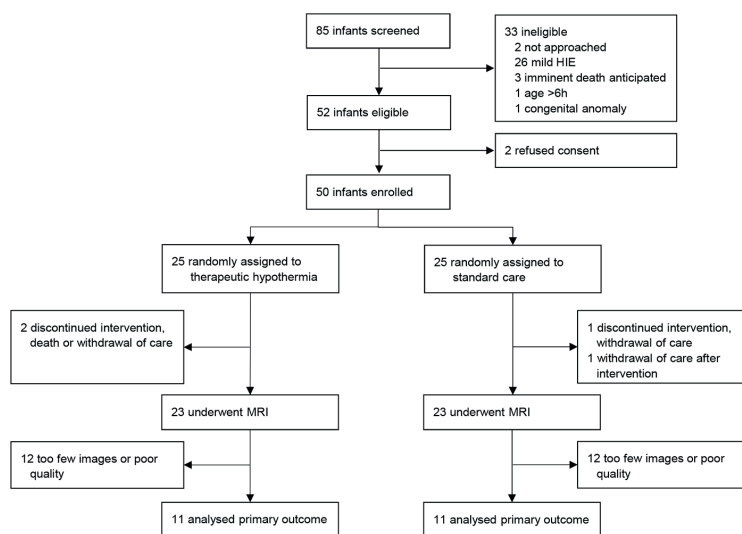 85 infants screened
33 ineligible
2 not approached
26 mild HIE
3 imminent death anticipated
1 age >6h
1 congenital anomaly
52 infants eligible
2 refused consent
50 infants enrolled
25 randomly assigned to
therapeutic hypothermia
25 randomly assigned to
standard care
2 discontinued intervention,
death or withdrawal of care
1 discontinued intervention,
withdrawal of care
1 withdrawal of care after
intervention
23 underwent MRI
23 underwent MRI
12 too few images or poor
quality
12 too few images or poor
quality
11 analysed primary outcome
11 analysed primary outcome